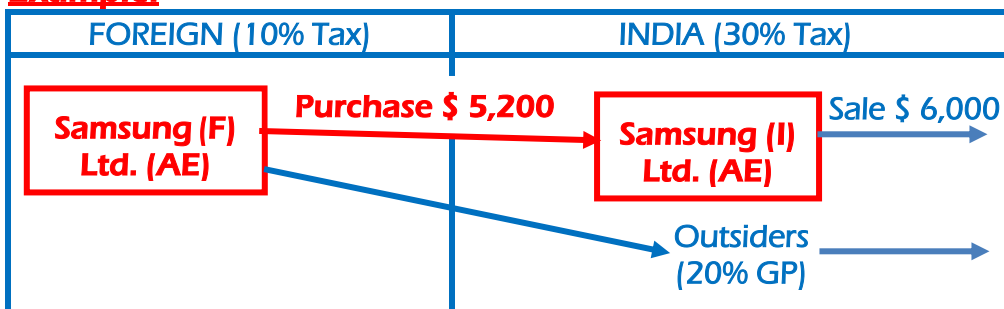 Example:
FOREIGN (10% Tax)
INDIA (30% Tax)
Samsung (F)
Ltd. (AE)
Purchase $ 5,200
Samsung (I)
Ltd. (AE)
Sale $ 6,000
Outsiders
(20% GP)